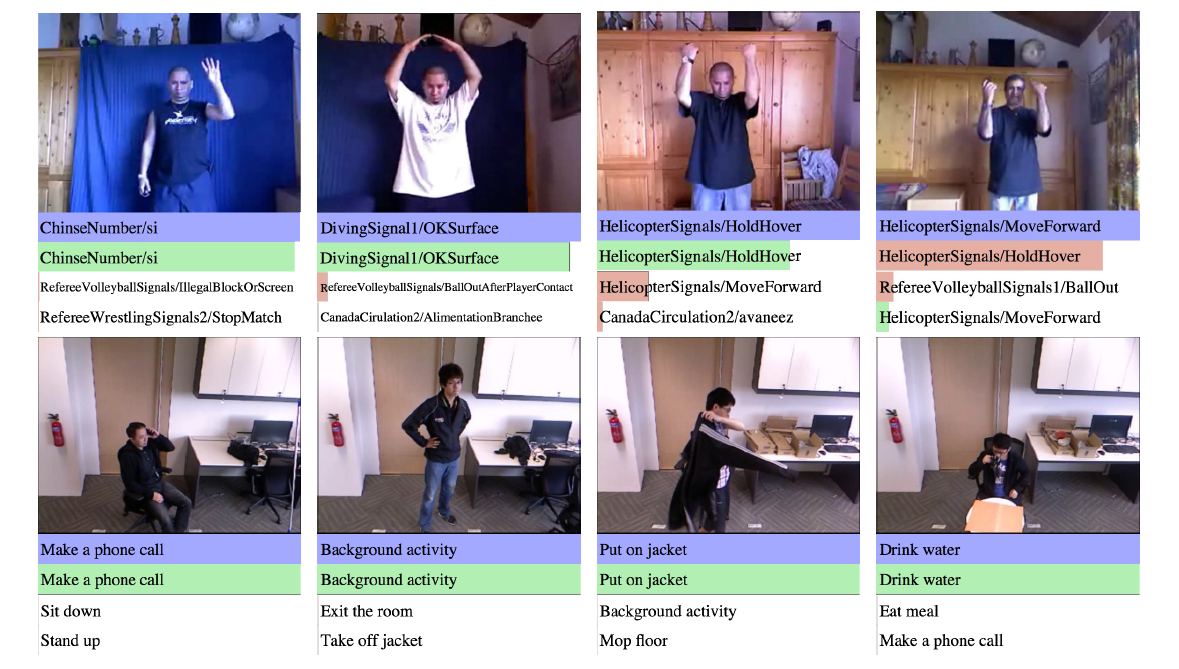 ChinseNumber/si
ChinseNumber/si
RefereeVolleyballSignals/IllegalBlockOrScreen
RefereeWrestlingSignals2/StopMatch
DivingSignal1/OKSurface
DivingSignal1/OKSurface
RefereeVolleyballSignals/BallOutAfterPlayerContact
CanadaCirulation2/AlimentationBranchee
HelicopterSignals/HoldHover
HelicopterSignals/HoldHover
HelicopterSignals/MoveForward
CanadaCirculation2/avaneez
HelicopterSignals/MoveForward
HelicopterSignals/HoldHover
RefereeVolleyballSignals1/BallOut
HelicopterSignals/MoveForward
Make a phone call
Make a phone call
Sit down
Stand up
Background activity
Background activity
Exit the room
Take off jacket
Put on jacket
Put on jacket
Background activity
Mop floor
Drink water
Drink water
Eat meal
Make a phone call